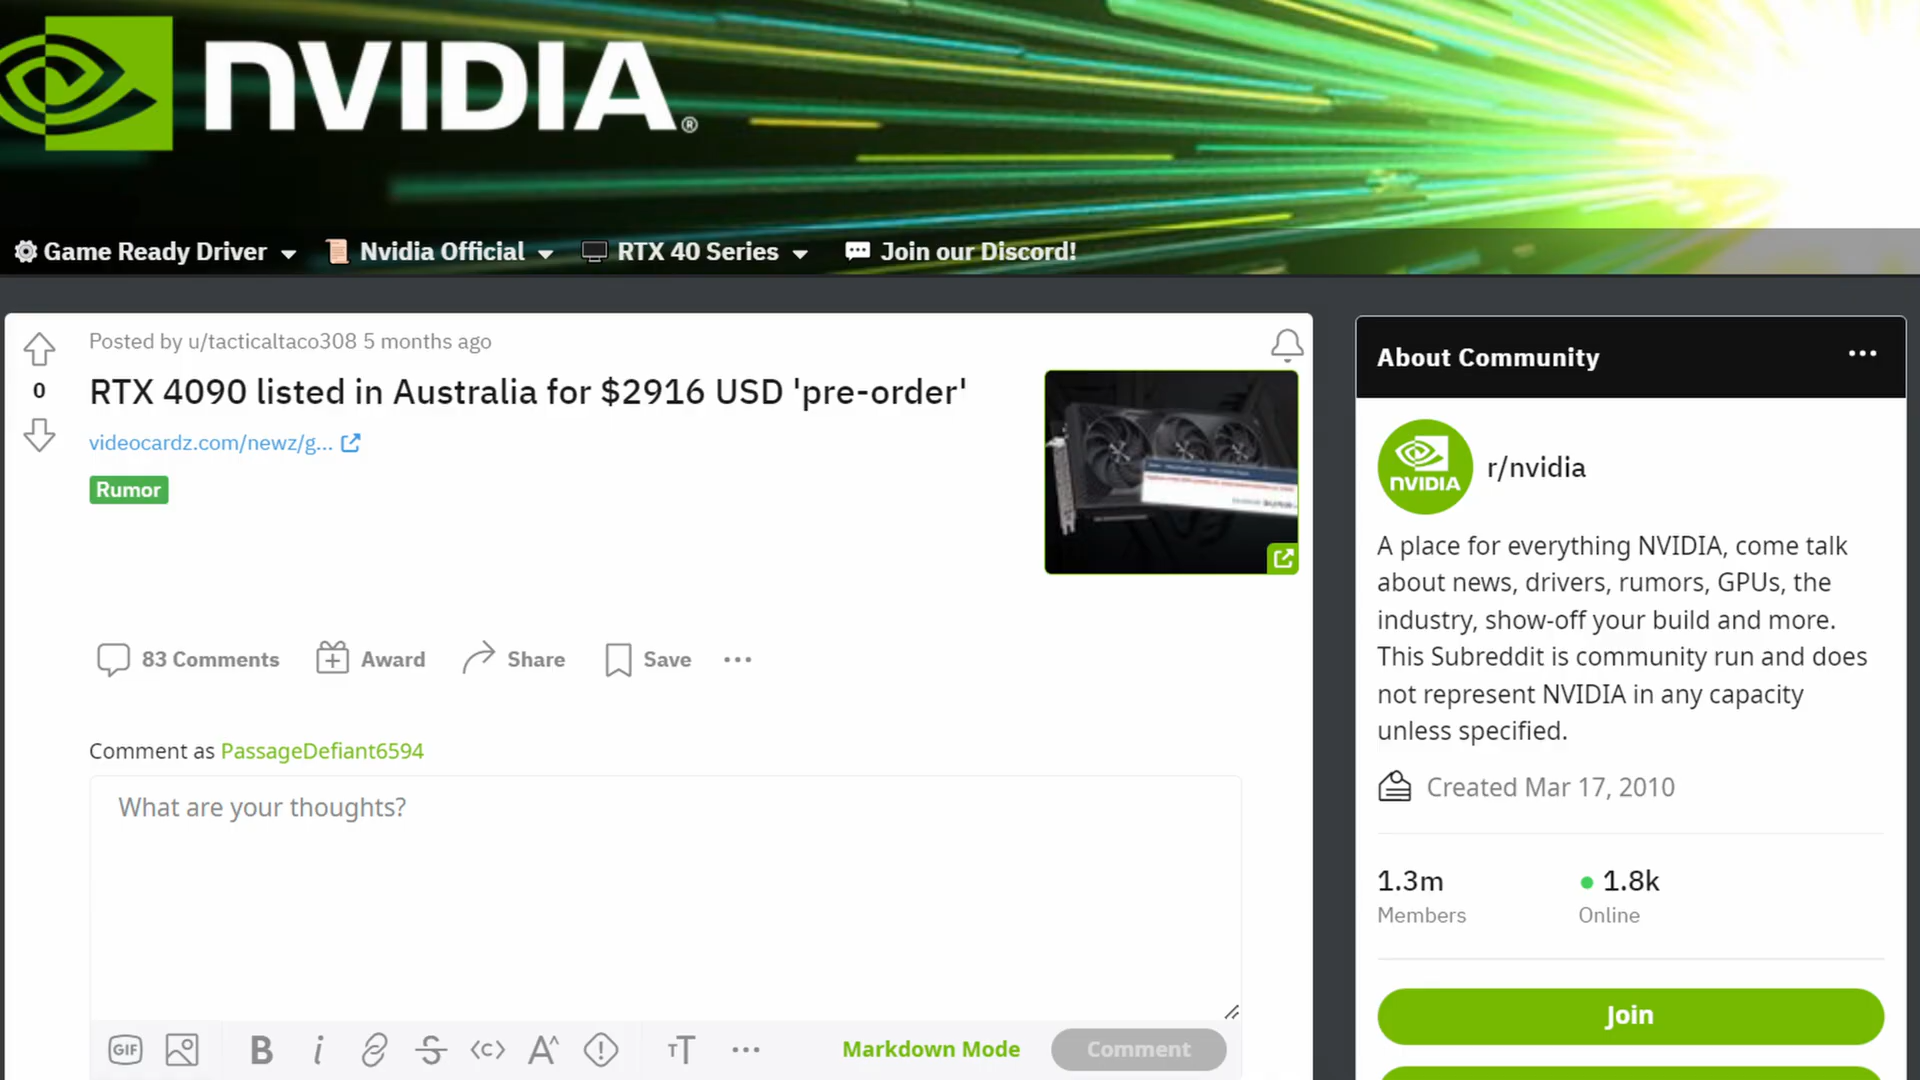 NVIDIA®
Game Ready Driver
Nvidia Official
RTX 40 Series
Join our Discord!
Posted by u/tacticaltaco308 5 months ago
0
RTX 4090 listed in Australia for $2916 USD 'pre-order'
videocardz.com/newz/g...
Rumor
83 Comments
Award
Share
Save
Comment as PassageDefiant6594
What are your thoughts?
GIF
Markdown Mode
Comment
About Community
NVIDIA
r/nvidia
A place for everything NVIDIA, come talk
about news, drivers, rumors, GPUs, the
industry, show-off your build and more.
This Subreddit is community run and does
not represent NVIDIA in any capacity
unless specified.
Created Mar 17, 2010
1.3m
Members
1.8k
Online
Join